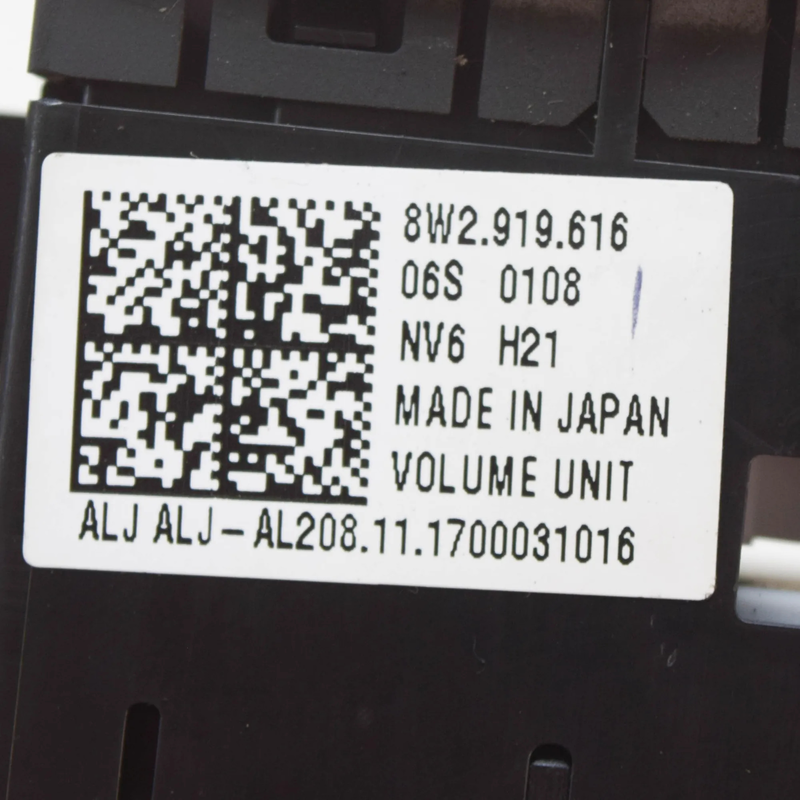 8W2.919.616
06S 0108
NV6 H21
MADE IN JAPAN
VOLUME UNIT
ALJ ALJ-AL208.11.1700031016